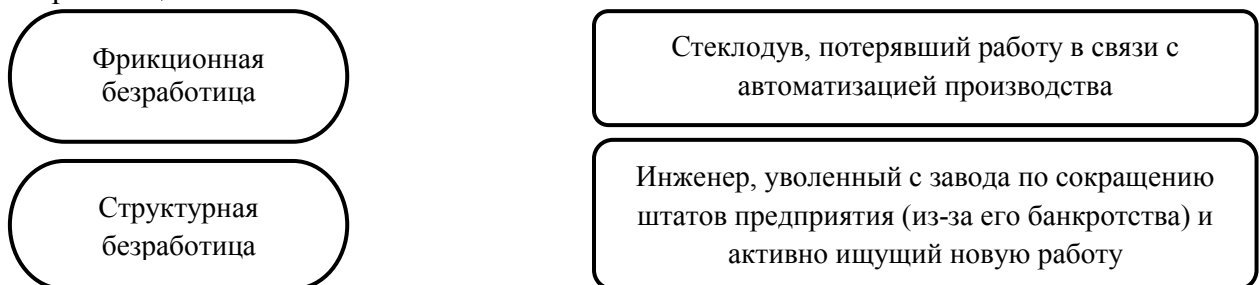 Фрикционная
безработица
Стеклодув, потерявший работу в связи с
автоматизацией производства
Структурная
безработица
Инженер, уволенный с завода по сокращению
штатов предприятия (из-за его банкротства) и
активно ищущий новую работу